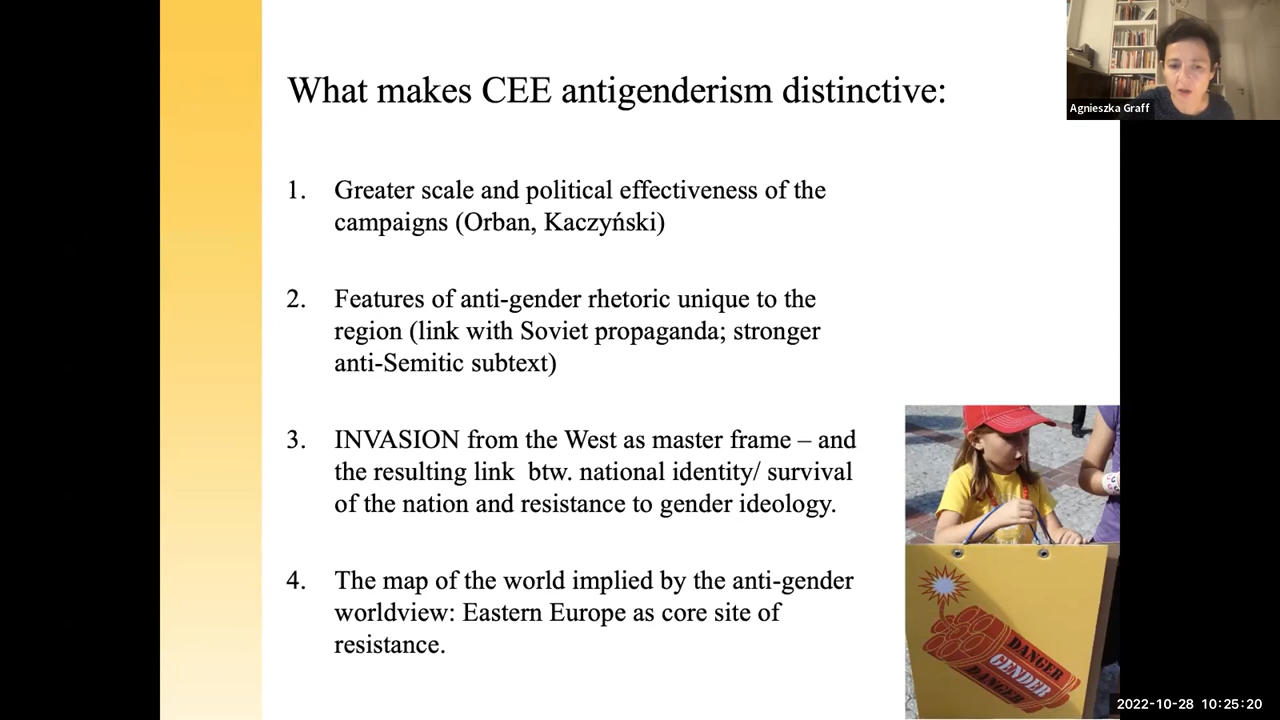 What makes CEE antigenderism distinctive:
Agnieszka Graff
1. Greater scale and political effectiveness of the
campaigns (Orban, Kaczyński)
2. Features of anti-gender rhetoric unique to the
region (link with Soviet propaganda; stronger
anti-Semitic subtext)
3. INVASION from the West as master frame – and
the resulting link btw. national identity/ survival
of the nation and resistance to gender ideology.
4. The map of the world implied by the anti-gender
worldview: Eastern Europe as core site of
resistance.
DANGER
GENDER
DANGER
2022-10-28 10:25:20